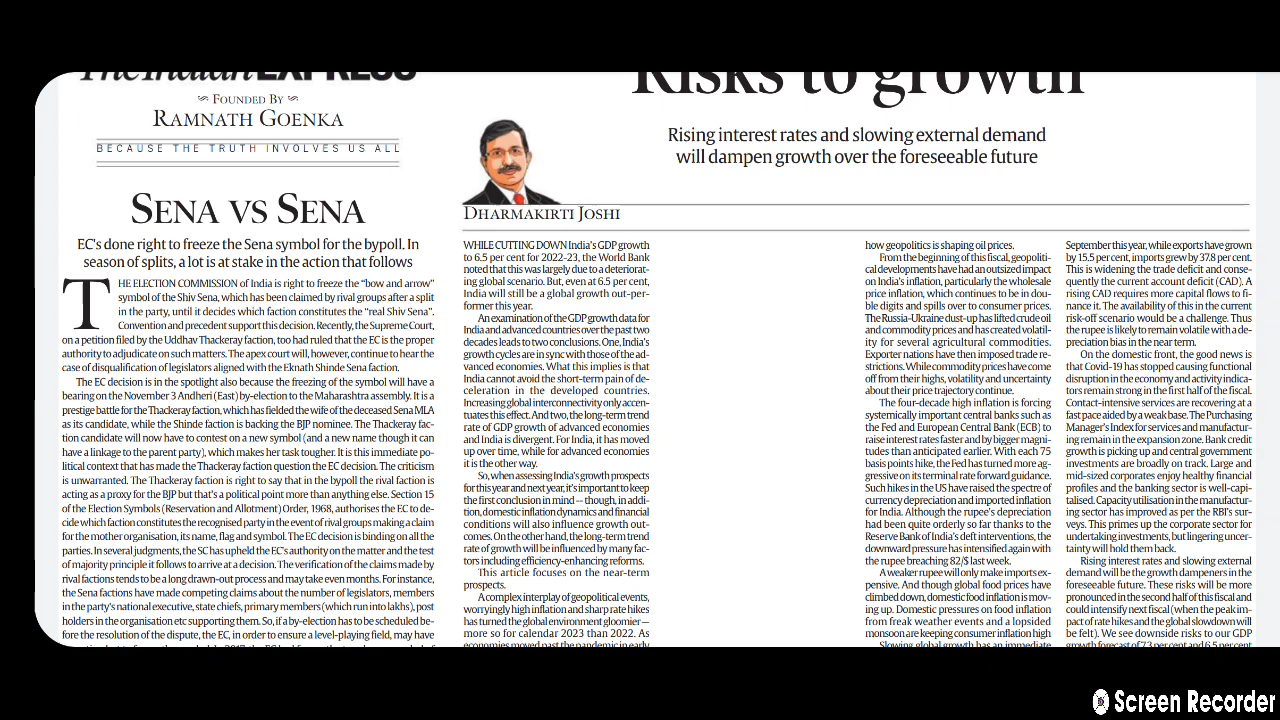 The Indian EXPRESS
FOUNDED BY
RAMNATH GOENKA
BECAUSE THE TRUTH INVOLVES US ALL
SENA VS SENA
EC's done right to freeze the Sena symbol for the bypoll. In
season of splits, a lot is at stake in the action that follows
THE ELECTION COMMISSION of India is right to freeze the "bow and arrow"
symbol of the Shiv Sena, which has been claimed by rival groups after a split
in the party, until it decides which faction constitutes the "real Shiv Sena".
Convention and precedent support this decision. Recently, the Supreme Court,
on a petition filed by the Uddhav Thackeray faction, too had ruled that the EC is the proper
authority to adjudicate on such matters. The apex court will, however, continue to hear the
case of disqualification of legislators aligned with the Eknath Shinde Sena faction.
The EC decision is in the spotlight also because the freezing of the symbol will have a
bearing on the November 3 Andheri (East) by-election to the Maharashtra assembly. It is a
prestige battle for the Thackeray faction, which has fielded the wife of the deceased Sena MLA
as its candidate, while the Shinde faction is backing the BJP nominee. The Thackeray fac-
tion candidate will now have to contest on a new symbol (and a new name though it can
have a linkage to the parent party), which makes her task tougher. It is this immediate po-
litical context that has made the Thackeray faction question the EC decision. The criticism
is unwarranted. The Thackeray faction is right to say that in the bypoll the rival faction is
acting as a proxy for the BJP but that's a political point more than anything else. Section 15
of the Election Symbols (Reservation and Allotment) Order, 1968, authorises the EC to de-
cide which faction constitutes the recognised party in the event of rival groups making a claim
for the mother organisation, its name, flag and symbol. The EC decision is binding on all the
parties. In several judgments, the SC has upheld the EC's authority on the matter and the test
of majority principle it follows to arrive at a decision. The verification of the claims made by
rival factions tends to be a long drawn-out process and may take even months. For instance,
the Sena factions have made competing claims about the number of legislators, members
in the party's national executive, state chiefs, primary members (which run into lakhs), post
holders in the organisation etc supporting them. So, if a by-election has to be scheduled be-
fore the resolution of the dispute, the EC, in order to ensure a level-playing field, may have
Risks to growth
Rising interest rates and slowing external demand
will dampen growth over the foreseeable future
DHARMAKIRTI JOSHI
WHILE CUTTING DOWN India's GDP growth
to 6.5 per cent for 2022-23, the World Bank
noted that this was largely due to a deteriorat-
ing global scenario. But, even at 6.5 per cent,
India will still be a global growth out-per-
former this year.
An examination of the GDP growth data for
India and advanced countries over the past two
decades leads to two conclusions. One, India's
growth cycles are in sync with those of the ad-
vanced economies. What this implies is that
India cannot avoid the short-term pain of de-
celeration in the developed countries.
Increasing global interconnectivity only accen-
tuates this effect. And two, the long-term trend
rate of GDP growth of advanced economies
and India is divergent. For India, it has moved
up over time, while for advanced economies
it is the other way.
So, when assessing India's growth prospects
for this year and next year, it's important to keep
the first conclusion in mind — though, in addi-
tion, domestic inflation dynamics and financial
conditions will also influence growth out-
comes. On the other hand, the long-term trend
rate of growth will be influenced by many fac-
tors including efficiency-enhancing reforms.
This article focuses on the near-term
prospects.
A complex interplay of geopolitical events,
worryingly high inflation and sharp rate hikes
has turned the global environment gloomier —
more so for calendar 2023 than 2022. As
economies moved past the pandemic in early
how geopolitics is shaping oil prices.
From the beginning of this fiscal, geopoliti-
cal developments have had an outsized impact
on India's inflation, particularly the wholesale
price inflation, which continues to be in dou-
ble digits and spills over to consumer prices.
The Russia-Ukraine dust-up has lifted crude oil
and commodity prices and has created volatil-
ity for several agricultural commodities.
Exporter nations have then imposed trade re-
strictions. While commodity prices have come
off from their highs, volatility and uncertainty
about their price trajectory continue.
The four-decade high inflation is forcing
systemically important central banks such as
the Fed and European Central Bank (ECB) to
raise interest rates faster and by bigger magni-
tudes than anticipated earlier. With each 75
basis points hike, the Fed has turned more ag-
gressive on its terminal rate forward guidance.
Such hikes in the US have raised the spectre of
currency depreciation and imported inflation
for India. Although the rupee's depreciation
had been quite orderly so far thanks to the
Reserve Bank of India's deft interventions, the
downward pressure has intensified again with
the rupee breaching 82/$ last week.
A weaker rupee will only make imports ex-
pensive. And though global food prices have
climbed down, domestic food inflation is mov-
ing up. Domestic pressures on food inflation
from freak weather events and a lopsided
monsoon are keeping consumer inflation high
Slowing global growth has an immediate
September this year, while exports have grown
by 15.5 per cent, imports grew by 37.8 per cent.
This is widening the trade deficit and conse-
quently the current account deficit (CAD). A
rising CAD requires more capital flows to fi-
nance it. The availability of this in the current
risk-off scenario would be a challenge. Thus
the rupee is likely to remain volatile with a de-
preciation bias in the near term.
On the domestic front, the good news is
that Covid-19 has stopped causing functional
disruption in the economy and activity indica-
tors remain strong in the first half of the fiscal.
Contact-intensive services are recovering at a
fast pace aided by a weak base. The Purchasing
Manager's Index for services and manufactur-
ing remain in the expansion zone. Bank credit
growth is picking up and central government
investments are broadly on track. Large and
mid-sized corporates enjoy healthy financial
profiles and the banking sector is well-capi-
talised. Capacity utilisation in the manufactur-
ing sector has improved as per the RBI's sur-
veys. This primes up the corporate sector for
undertaking investments, but lingering uncer-
tainty will hold them back.
Rising interest rates and slowing external
demand will be the growth dampeners in the
foreseeable future. These risks will be more
pronounced in the second half of this fiscal and
could intensify next fiscal (when the peak im-
pact of rate hikes and the global slowdown will
be felt). We see downside risks to our GDP
growth forecast of 7.3 per cent and 6.5 per cent
Screen Recorder